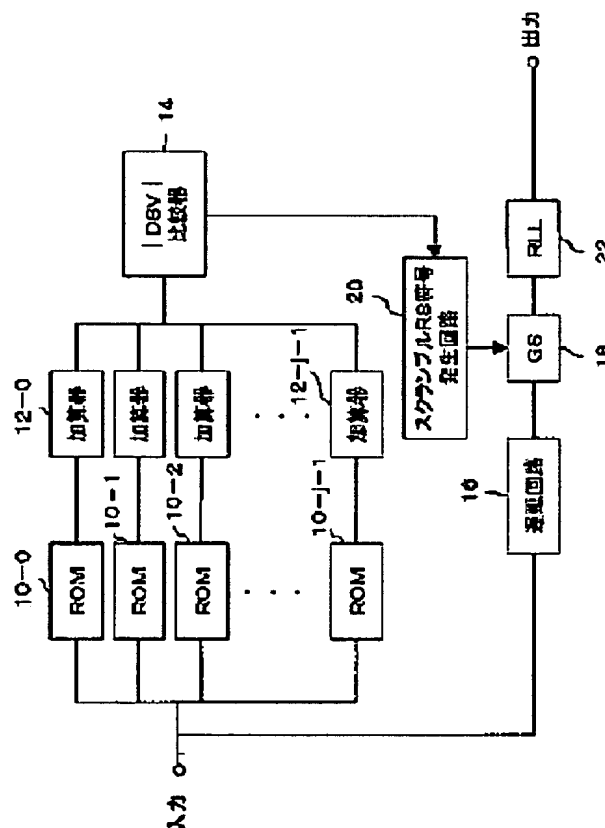 入力
10-0
ROM
10-1
ROM
10-2
ROM
10-j-1
ROM
12-0
加算器
加算器
加算器
12-j-1
加算器
14
|DSV|
比較器
20
スクランブルRS符号
発生回路
16
遅延回路
GS
18
RLL
22
出力